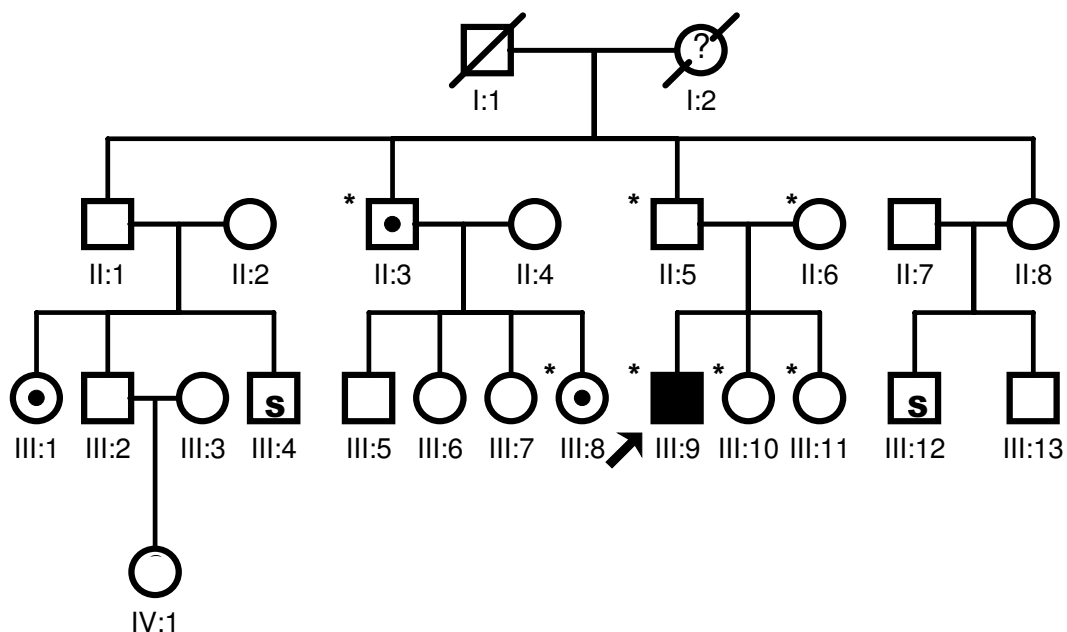 ?
I:1 I:2
* * *
II:1 II:2 II:3 II:4 II:5 II:6 II:7 II:8
* * * *
s s
III:1 III:2 III:3 III:4 III:5 III:6 III:7 III:8 III:9 III:10 III:11 III:12 III:13
IV:1